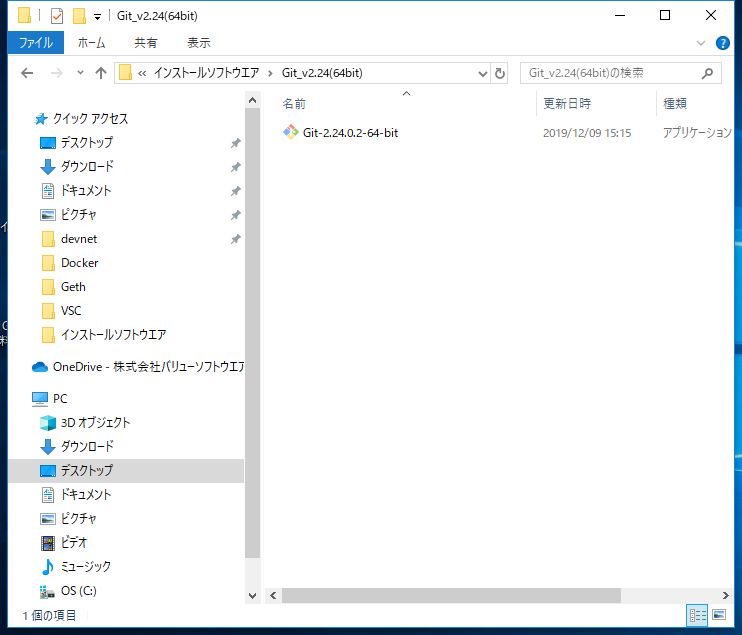 Git_v2.24(64bit)
ファイル ホーム 共有 表示
« インストールソフトウエア › Git_v2.24(64bit) Git_v2.24(64bit)の検索
名前 更新日時 種類
Git-2.24.0.2-64-bit 2019/12/09 15:15 アプリケーション
クイック アクセス
デスクトップ
ダウンロード
ドキュメント
ピクチャ
devnet
Docker
Geth
VSC
インストールソフトウエア
OneDrive - 株式会社バリューソフトウエア
PC
3D オブジェクト
ダウンロード
デスクトップ
ドキュメント
ピクチャ
ビデオ
ミュージック
OS (C:)
1 個の項目